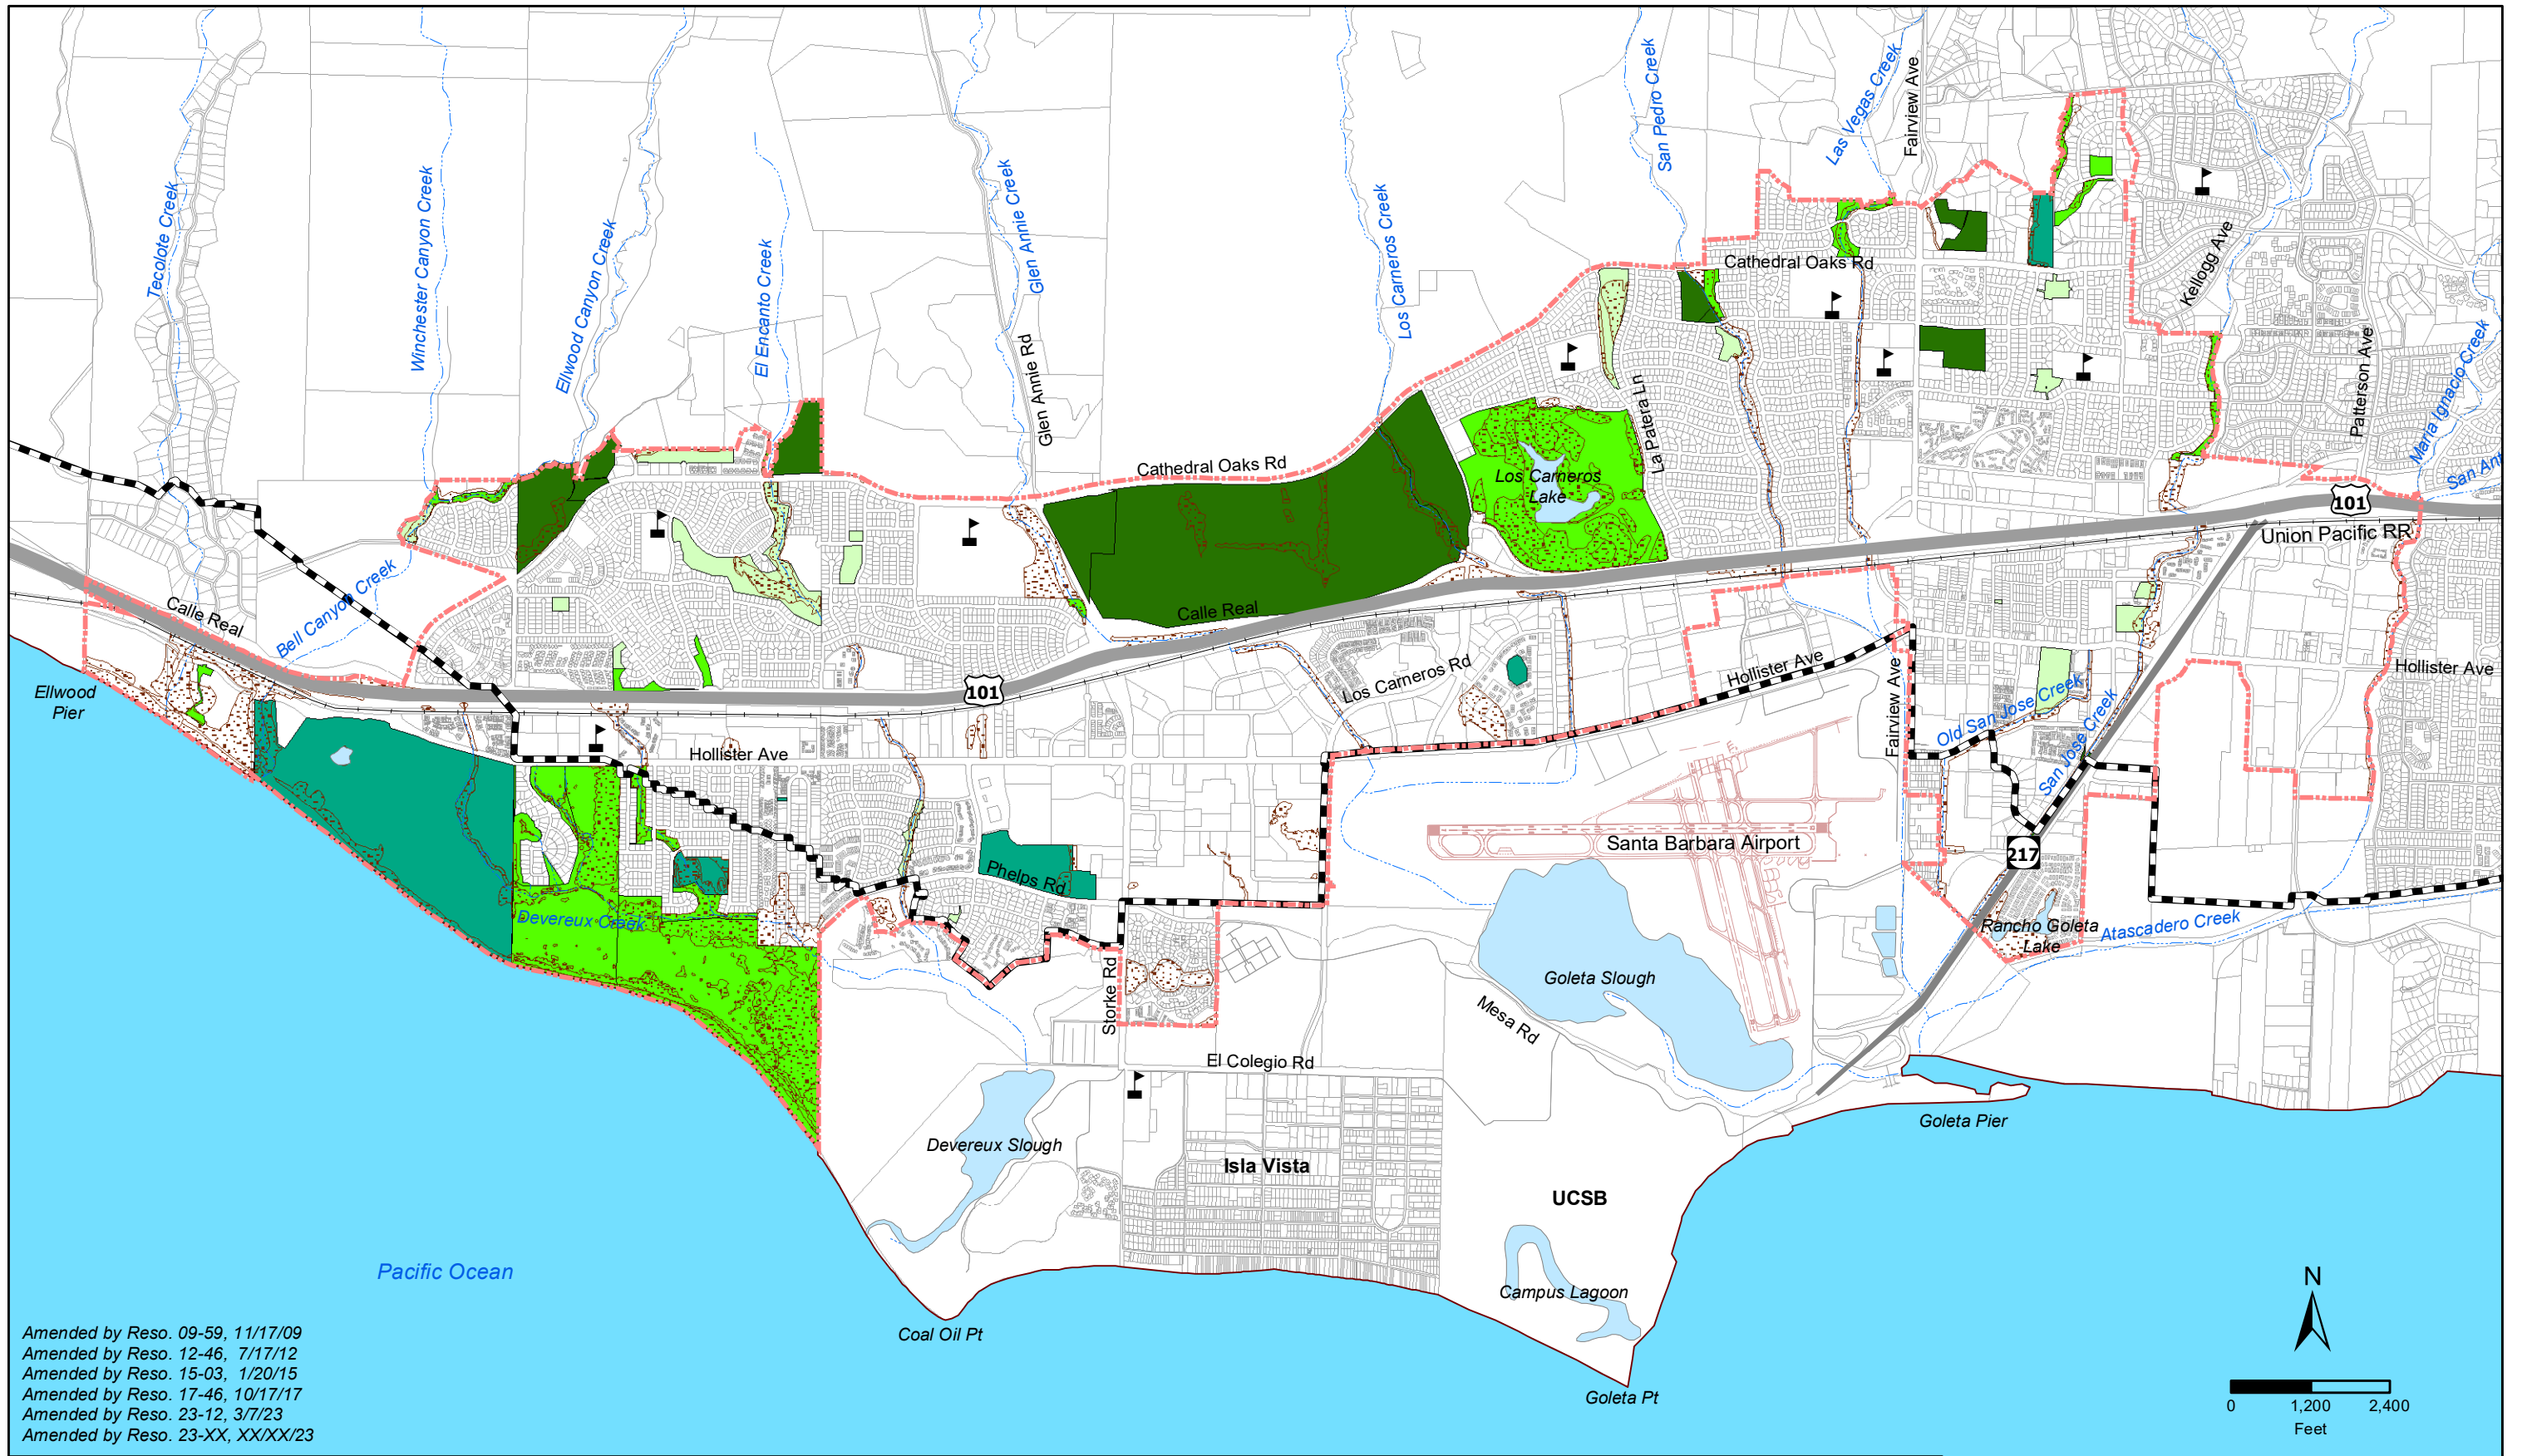 Tecolote Creek
Winchester Canyon Creek
Ellwood Canyon Creek
El Encanto Creek
Glen Annie Creek
Glen Annie Rd
Los Carneros Creek
San Pedro Creek
Las Vegas Creek
Fairview Ave
Kellogg Ave
Patterson Ave
Maria Ignacio Creek
San Ant
Cathedral Oaks Rd
Cathedral Oaks Rd
La Patera Ln
Los Carneros
Lake
101
Union Pacific RR
Calle Real
Bell Canyon Creek
Calle Real
Ellwood
Pier
101
Los Carneros Rd
Hollister Ave
Hollister Ave
Hollister Ave
Fairview Ave
Old San Jose Creek
San Jose Creek
Santa Barbara Airport
217
Phelps Rd
Devereux Creek
Rancho Goleta
Lake
Atascadero Creek
Goleta Slough
Storke Rd
Mesa Rd
El Colegio Rd
Goleta Pier
Devereux Slough
Isla Vista
UCSB
Pacific Ocean
Campus Lagoon
Coal Oil Pt
Goleta Pt
N
0 1,200 2,400
Feet
Amended by Reso. 09-59, 11/17/09
Amended by Reso. 12-46, 7/17/12
Amended by Reso. 15-03, 1/20/15
Amended by Reso. 17-46, 10/17/17
Amended by Reso. 23-12, 3/7/23
Amended by Reso. 23-XX, XX/XX/23